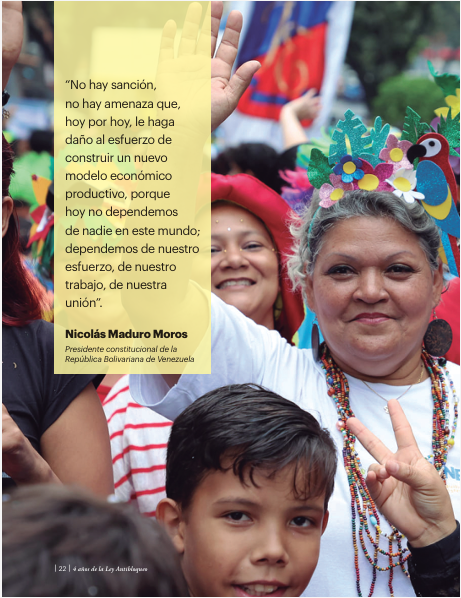 “No hay sanción,
no hay amenaza que,
hoy por hoy, le haga
daño al esfuerzo de
construir un nuevo
modelo económico
productivo, porque
hoy no dependemos
de nadie en este mundo;
dependemos de nuestro
esfuerzo, de nuestro
trabajo, de nuestra
unión”.
Nicolás Maduro Moros
Presidente constitucional de la
República Bolivariana de Venezuela
| 22 | 4 años de la Ley Antibloqueo